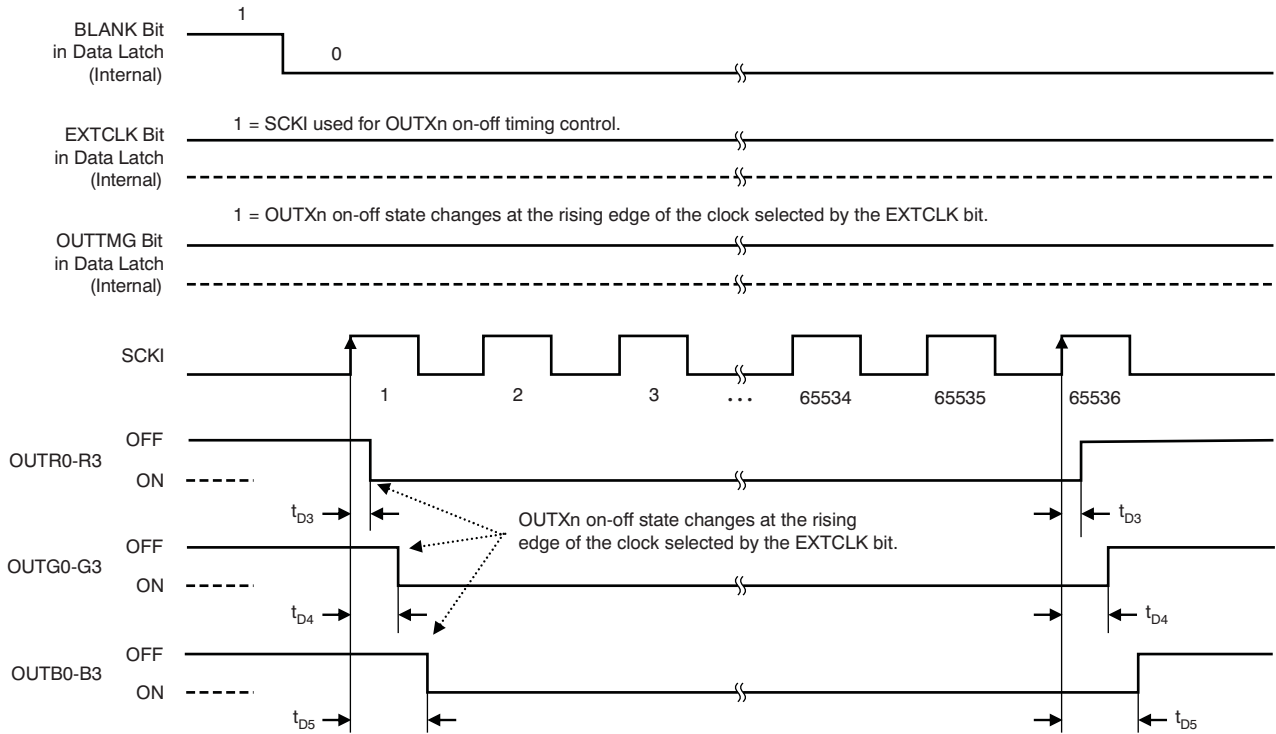 1
BLANK Bit
in Data Latch
(Internal)
0
1 = SCKI used for OUTXn on-off timing control.
EXTCLK Bit
in Data Latch
(Internal)
1 = OUTXn on-off state changes at the rising edge of the clock selected by the EXTCLK bit.
OUTTMG Bit
in Data Latch
(Internal)
SCKI
1 2 3 ... 65534 65535 65536
OFF
OUTR0-R3
ON
tD3 tD3
OUTXn on-off state changes at the rising
edge of the clock selected by the EXTCLK bit.
OFF
OUTG0-G3
ON
tD4 tD4
OFF
OUTB0-B3
ON
tD5 tD5